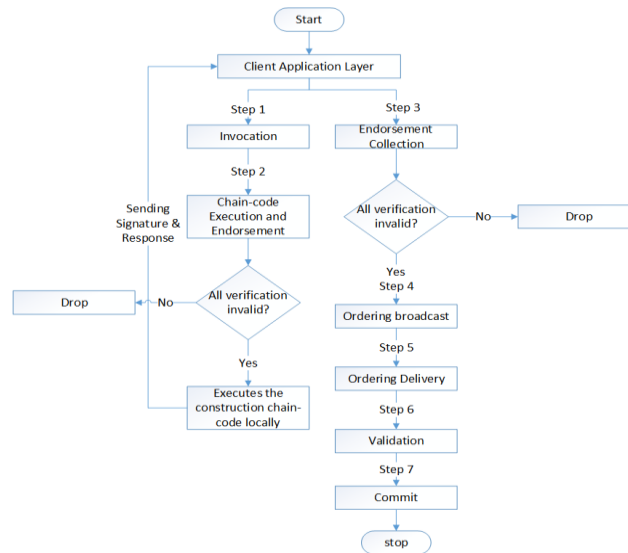 Start
Client Application Layer
Step 1
Step 3
Invocation
Endorsement
Collection
Step 2
Sending
Signature &
Response
Chain-code
Execution and
Endorsement
All verification
invalid?
No
Drop
Yes
Step 4
Drop
No
All verification
invalid?
Ordering broadcast
Step 5
Yes
Ordering Delivery
Executes the
construction chain-
code locally
Step 6
Validation
Step 7
Commit
stop